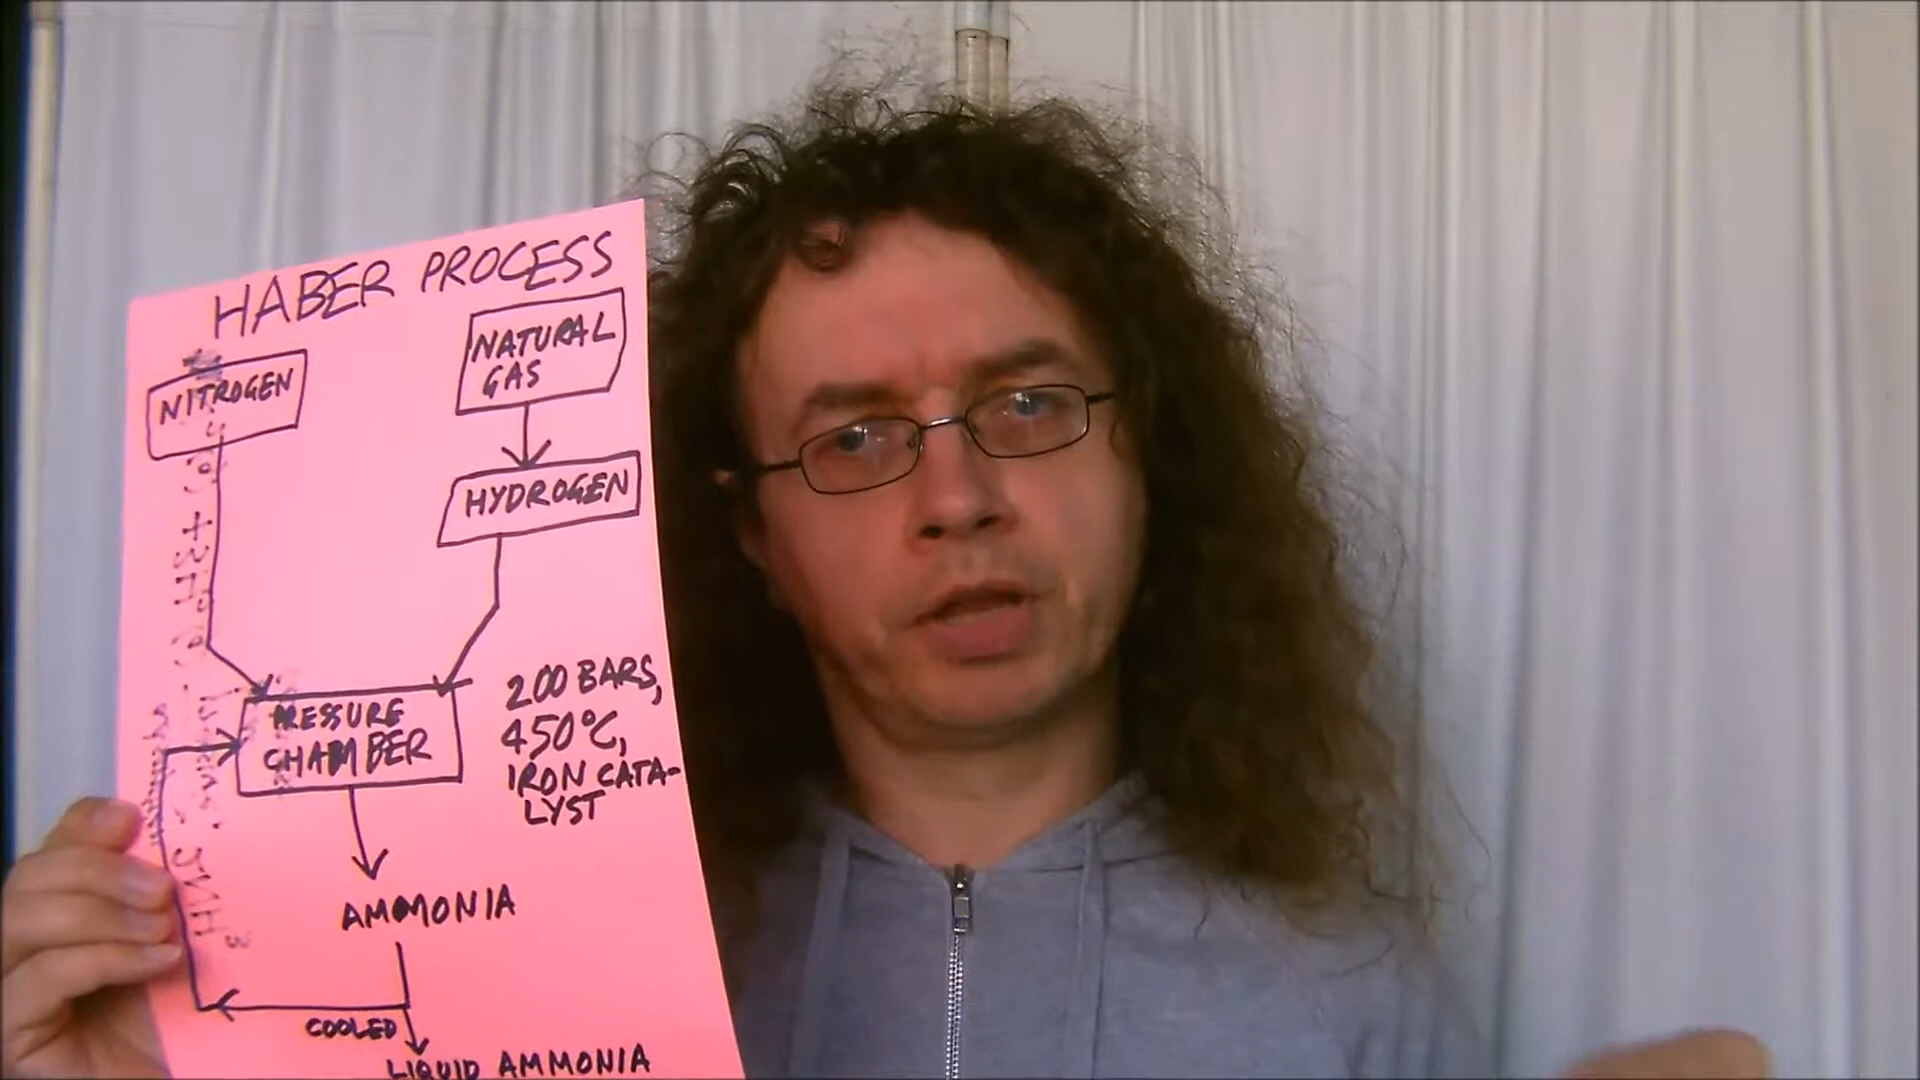 HABER PROCESS
NITROGEN
NATURAL
GAS
HYDROGEN
PRESSURE
CHAMBER
200 BARS,
450°C,
IRON CATA-
LYST
AMMONIA
COOLED
LIQUID AMMONIA